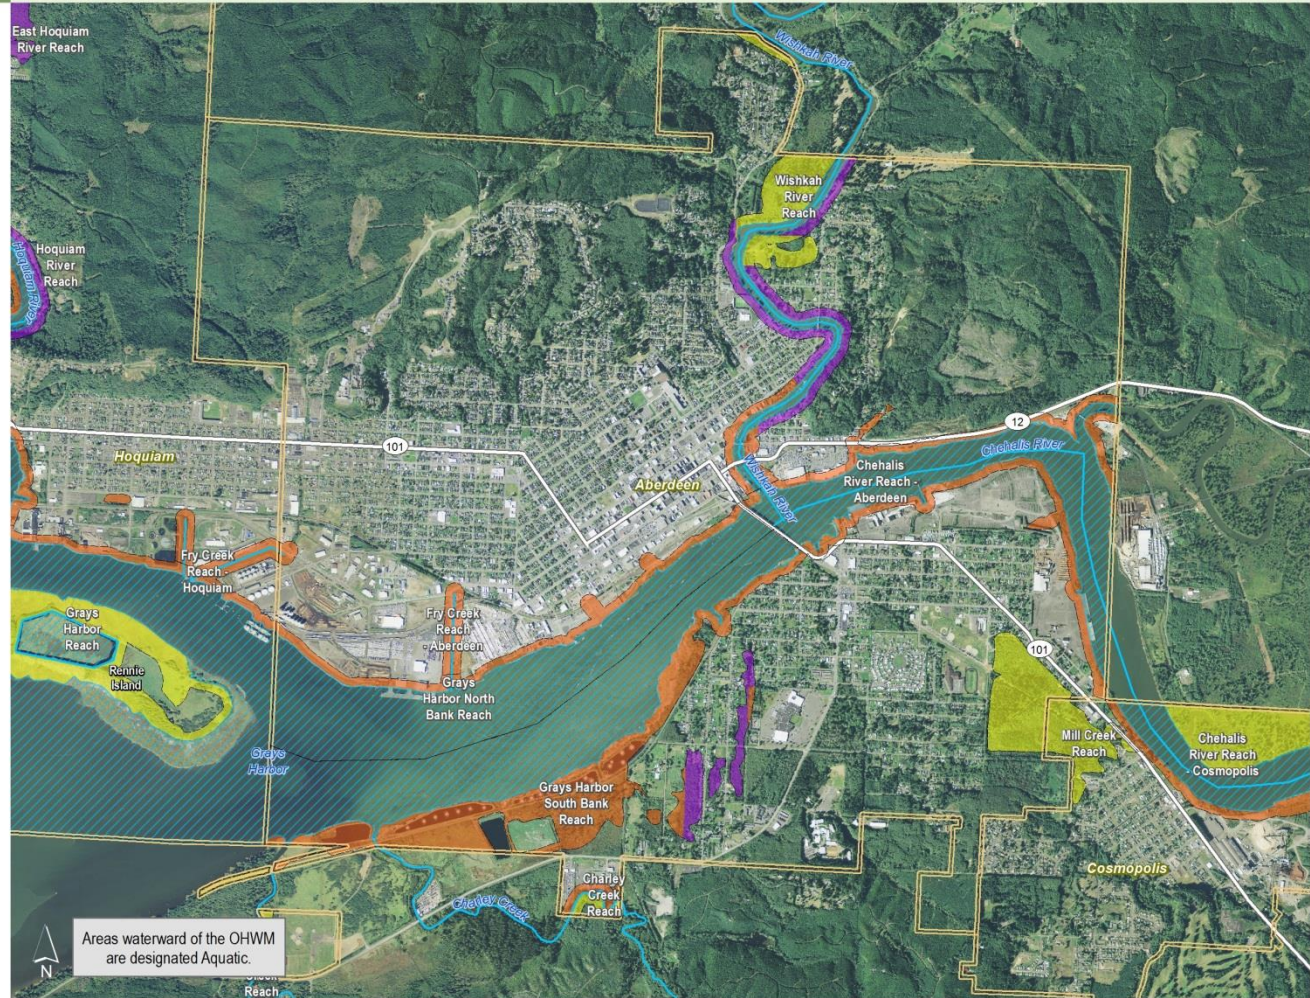 East Hoquiam
River Reach
Wishkah River
Wishkah
River
Reach
Hoquiam
River
Reach
Hoquiam River
12
101
Chehalis River
Hoquiam
Aberdeen
Wishkah River
Chehalis
River Reach -
Aberdeen
Fry Creek
Reach -
Hoquiam
Grays
Harbor
Reach
Rennie
Island
Fry Creek
Reach
- Aberdeen
Grays
Harbor North
Bank Reach
101
Mill Creek
Reach
Chehalis
River Reach
- Cosmopolis
Grays
Harbor
Grays Harbor
South Bank
Reach
Charley
Creek
Reach
Charley Creek
Cosmopolis
Areas waterward of the OHWM
are designated Aquatic.
N
Reach